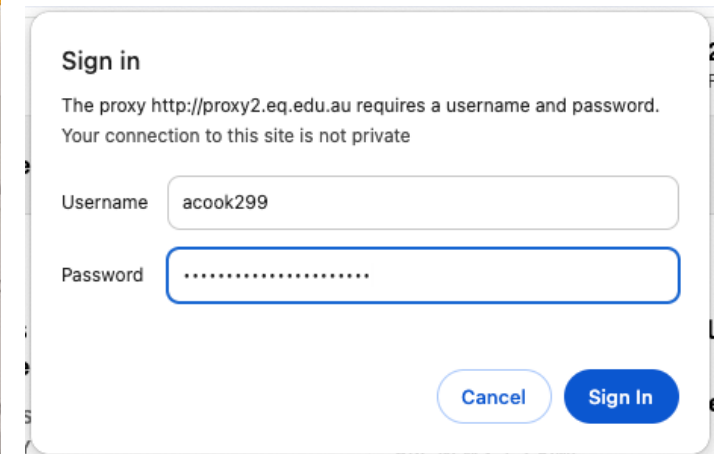 Sign in
The proxy http://proxy2.eq.edu.au requires a username and password.
Your connection to this site is not private
Username acook299
Password ••••••••••••••••••••••
Cancel Sign In